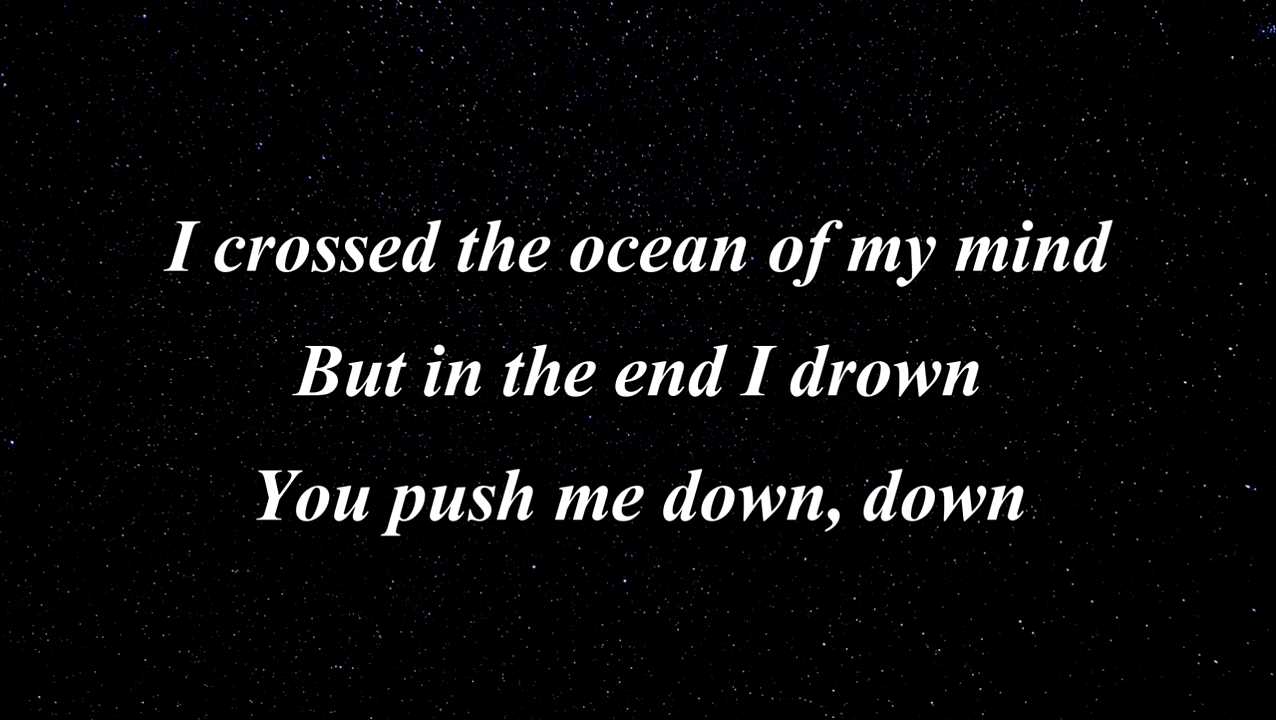 I crossed the ocean of my mind
But in the end I drown
You push me down, down